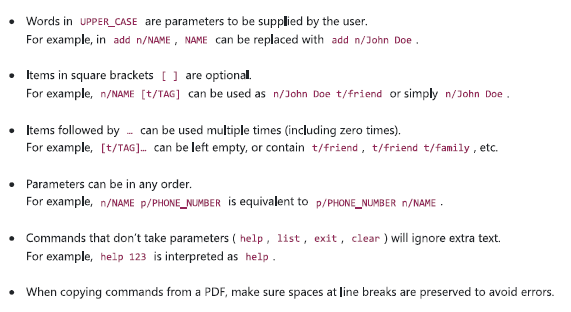 • Words in UPPER_CASE are parameters to be supplied by the user.
For example, in add n/NAME , NAME can be replaced with add n/John Doe .
• Items in square brackets [ ] are optional.
For example, n/NAME [t/TAG] can be used as n/John Doe t/friend or simply n/John Doe .
• Items followed by … can be used multiple times (including zero times).
For example, [t/TAG]… can be left empty, or contain t/friend , t/friend t/family , etc.
• Parameters can be in any order.
For example, n/NAME p/PHONE_NUMBER is equivalent to p/PHONE_NUMBER n/NAME .
• Commands that don't take parameters ( help , list , exit , clear ) will ignore extra text.
For example, help 123 is interpreted as help .
• When copying commands from a PDF, make sure spaces at line breaks are preserved to avoid errors.